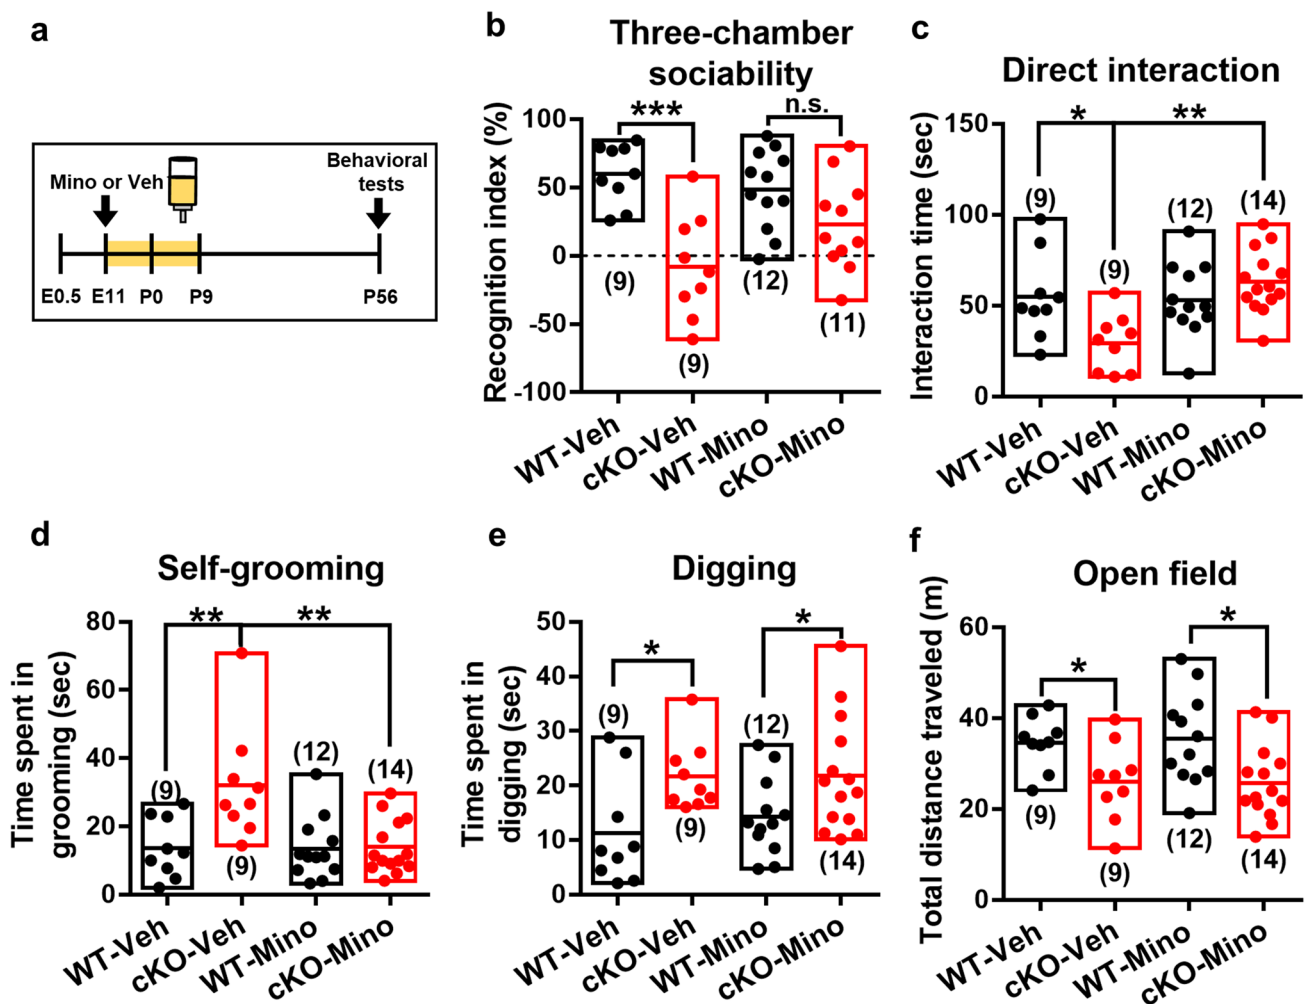 a
Mino or Veh
Behavioral
tests
E0.5 E11 P0 P9 P56
b
Three-chamber
sociability
Recognition index (%)
100
50
0
-50
-100
***
n.s.
(9)
(9)
(12)
(11)
WT-Veh
cKO-Veh
WT-Mino
cKO-Mino
c
Direct interaction
Interaction time (sec)
150
100
50
0
*
**
(9)
(9)
(12)
(14)
WT-Veh
cKO-Veh
WT-Mino
cKO-Mino
d
Self-grooming
Time spent in
grooming (sec)
80
60
40
20
0
**
**
(9)
(9)
(12)
(14)
WT-Veh
cKO-Veh
WT-Mino
cKO-Mino
e
Digging
Time spent in
digging (sec)
50
40
30
20
10
0
*
*
(9)
(9)
(12)
(14)
WT-Veh
cKO-Veh
WT-Mino
cKO-Mino
f
Open field
Total distance traveled (m)
60
40
20
0
*
*
(9)
(9)
(12)
(14)
WT-Veh
cKO-Veh
WT-Mino
cKO-Mino